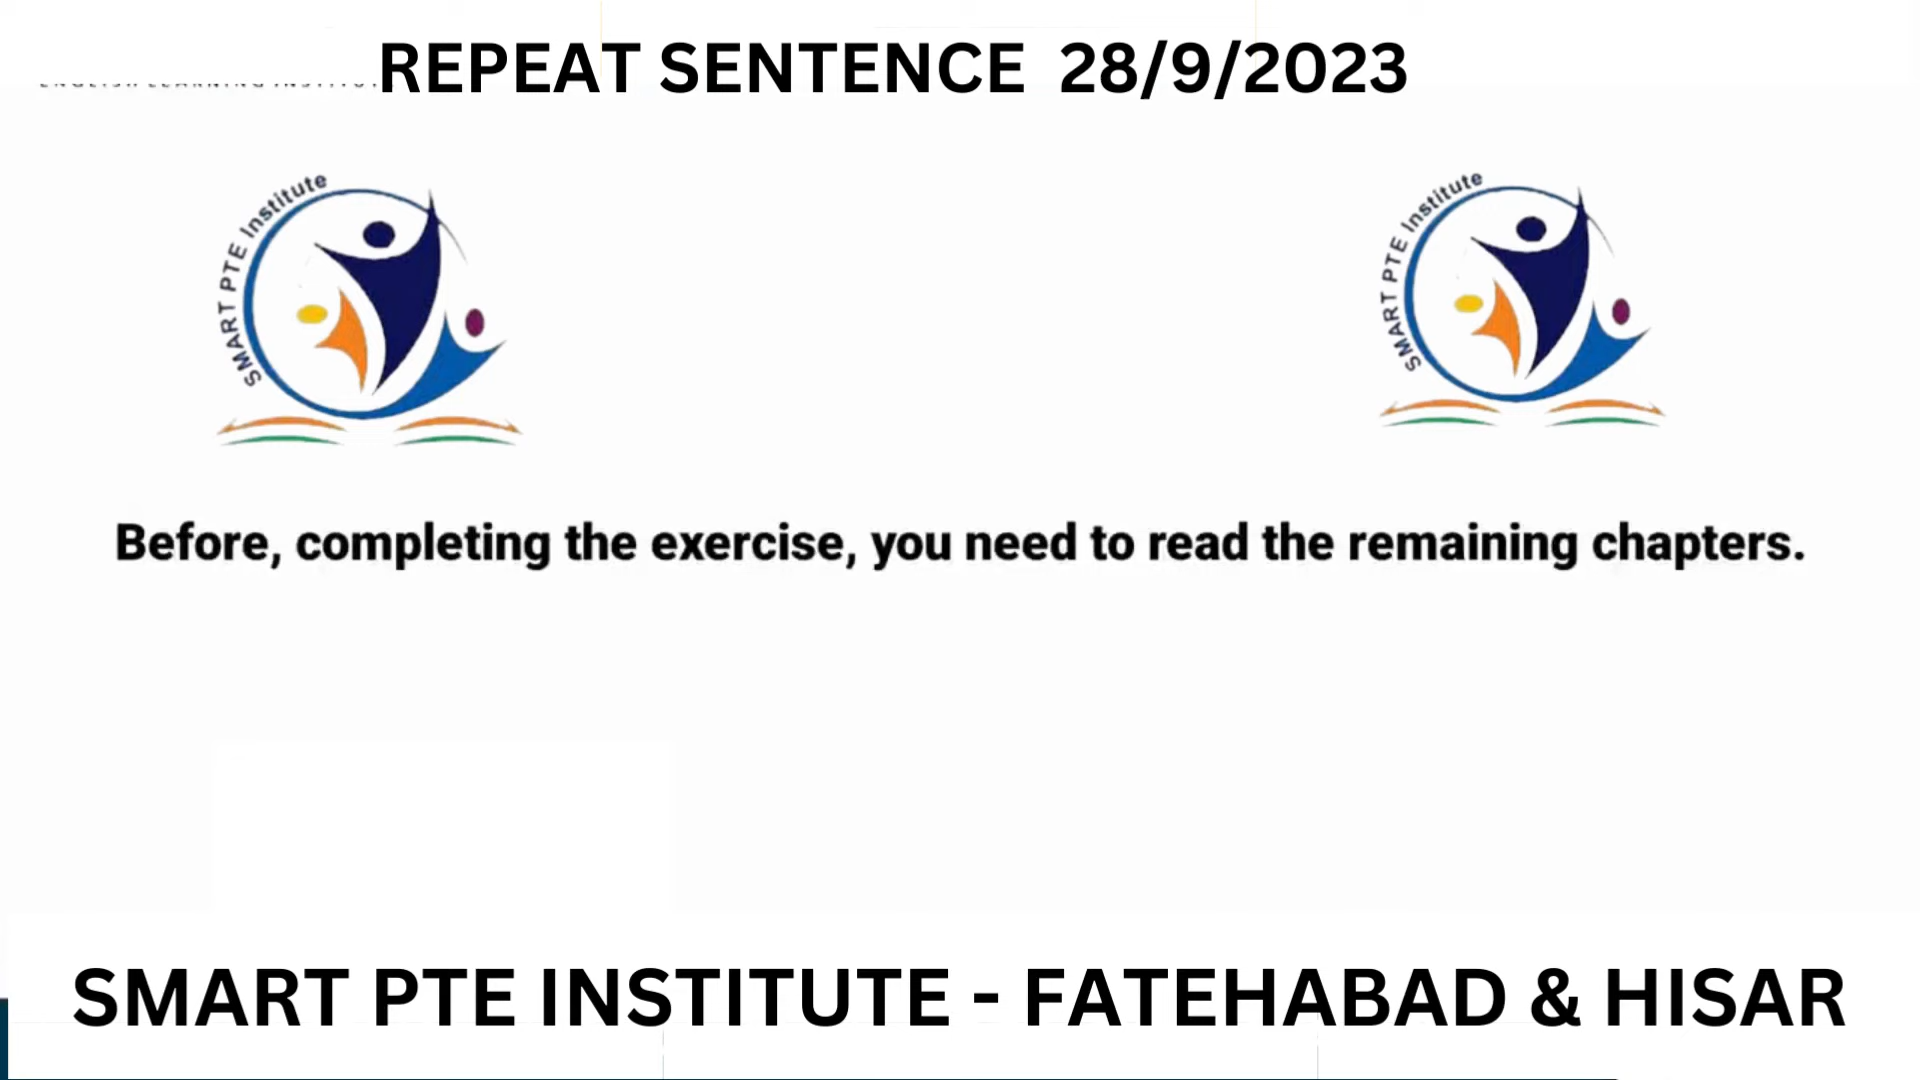 REPEAT SENTENCE 28/9/2023
SMART PTE Institute
SMART PTE Institute
Before, completing the exercise, you need to read the remaining chapters.
SMART PTE INSTITUTE - FATEHABAD & HISAR